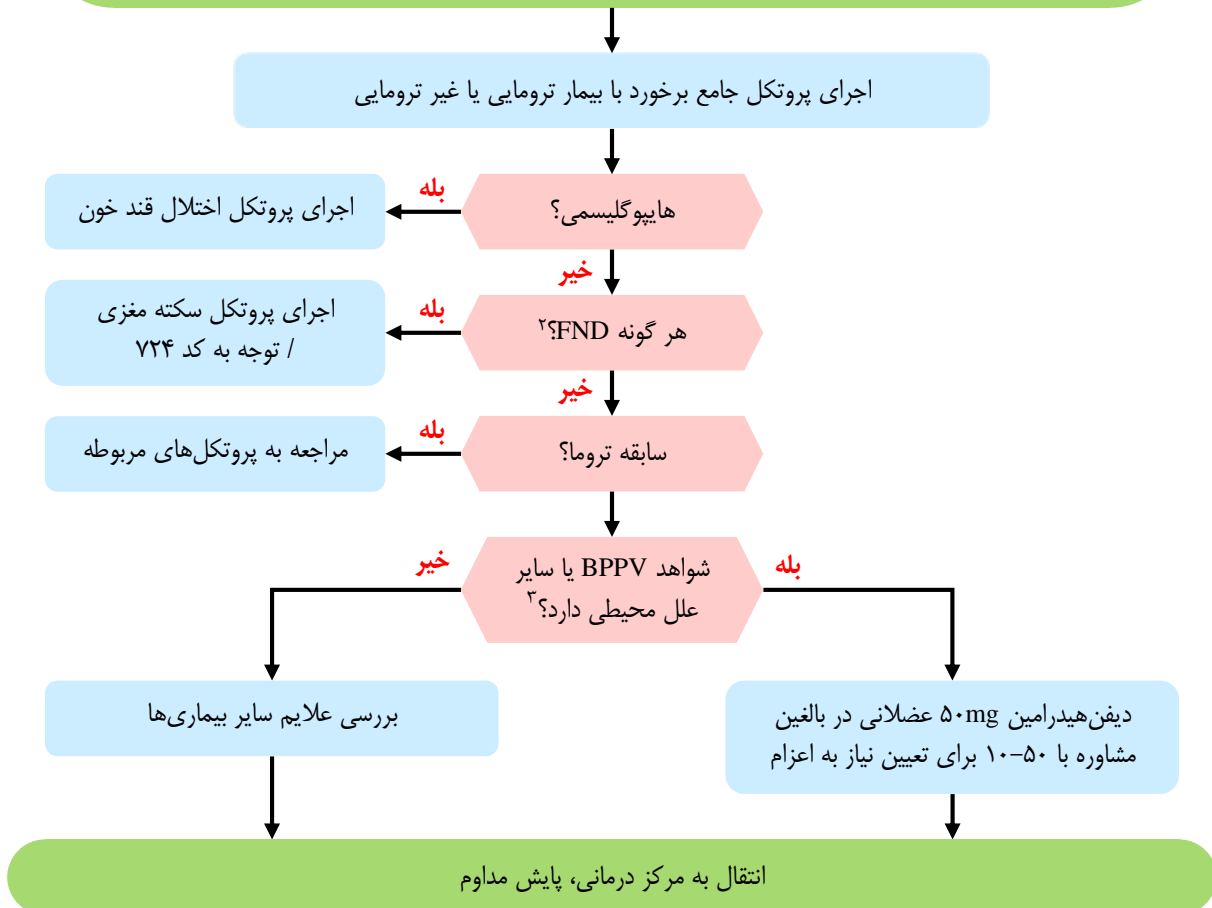 اجرای پروتکل جامع برخورد با بیمار ترومایی یا غیر ترومایی
هایپوگلیسمی؟
بله
اجرای پروتکل اختلال قند خون
خیر
هر گونه FND؟۲
بله
اجرای پروتکل سکته مغزی
/ توجه به کد ۷۲۴
خیر
سابقه تروما؟
بله
مراجعه به پروتکل‌های مربوطه
شواهد BPPV یا سایر
علل محیطی دارد؟۳
بله
خیر
دیفن‌هیدرامین ۵۰mg عضلانی در بالغین
مشاوره با ۵۰–۱۰ برای تعیین نیاز به اعزام
بررسی علایم سایر بیماری‌ها
انتقال به مرکز درمانی، پایش مداوم